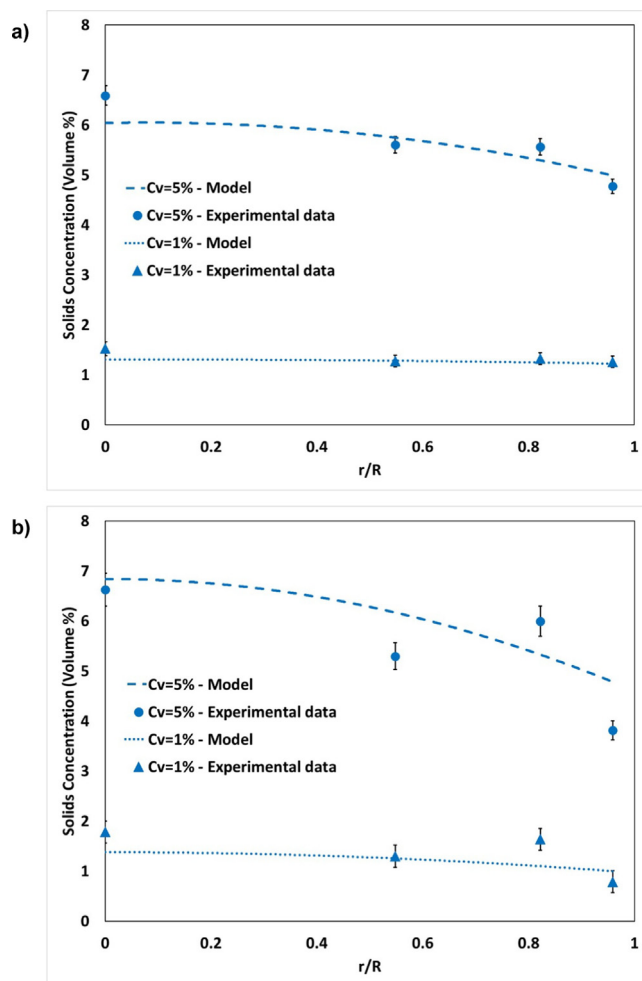 a)
8
7
6
5
4
3
2
1
0
Solids Concentration (Volume %)
Cv=5% - Model
Cv=5% - Experimental data
Cv=1% - Model
Cv=1% - Experimental data
0 0.2 0.4 0.6 0.8 1
r/R
b)
8
7
6
5
4
3
2
1
0
Solids Concentration (Volume %)
Cv=5% - Model
Cv=5% - Experimental data
Cv=1% - Model
Cv=1% - Experimental data
0 0.2 0.4 0.6 0.8 1
r/R